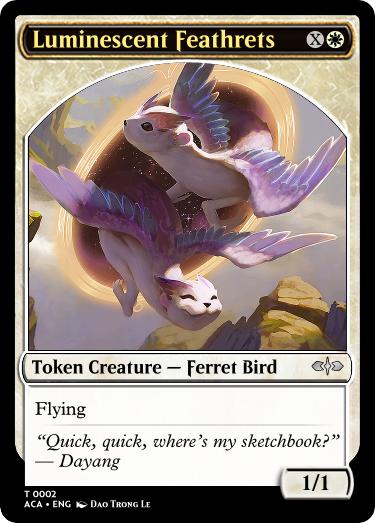 Luminescent Feathrets X
Token Creature — Ferret Bird
Flying
“Quick, quick, where’s my sketchbook?”
— Dayang
1/1
T 0002
ACA • ENG Dao Trong Le